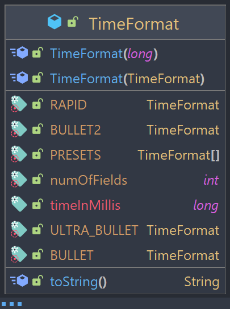 TimeFormat
TimeFormat(long)
TimeFormat(TimeFormat)
RAPID TimeFormat
BULLET2 TimeFormat
PRESETS TimeFormat[]
numOfFields int
timeInMillis long
ULTRA_BULLET TimeFormat
BULLET TimeFormat
toString() String